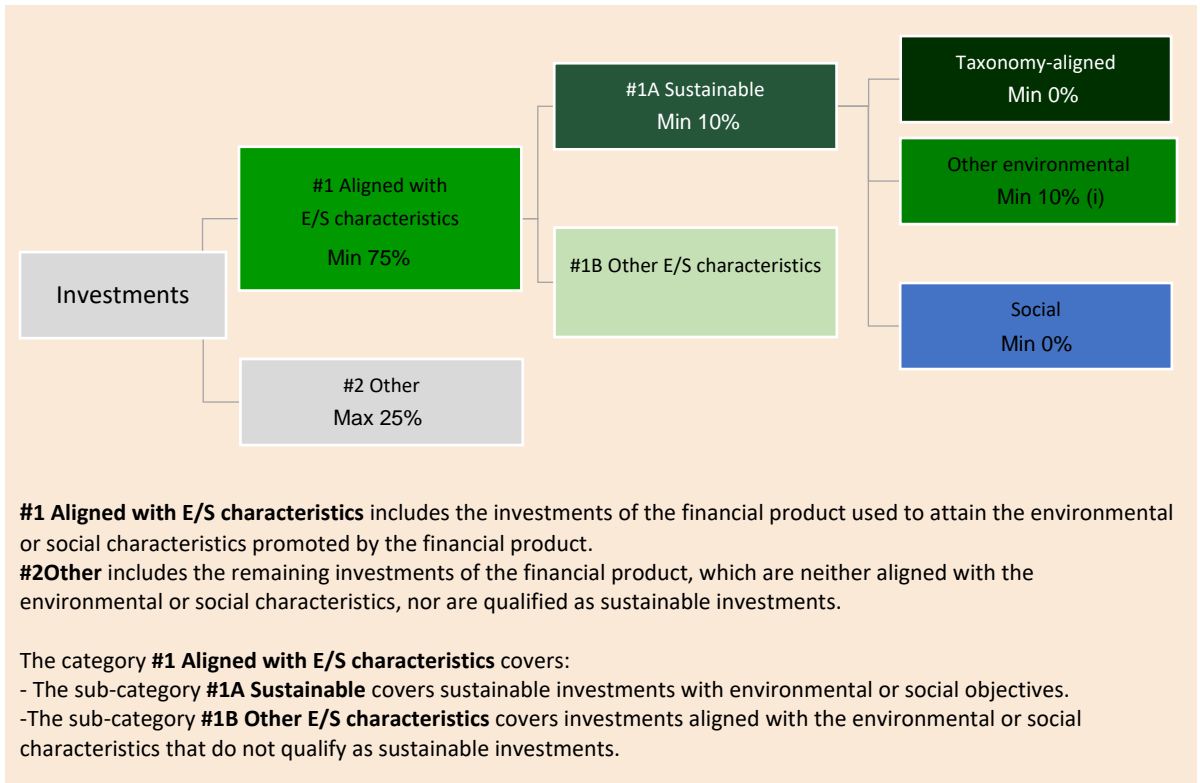 Investments
#1 Aligned with
E/S characteristics
Min 75%
#2 Other
Max 25%
#1A Sustainable
Min 10%
#1B Other E/S characteristics
Taxonomy-aligned
Min 0%
Other environmental
Min 10% (i)
Social
Min 0%
#1 Aligned with E/S characteristics includes the investments of the financial product used to attain the environmental
or social characteristics promoted by the financial product.
#2Other includes the remaining investments of the financial product, which are neither aligned with the
environmental or social characteristics, nor are qualified as sustainable investments.
The category #1 Aligned with E/S characteristics covers:
- The sub-category #1A Sustainable covers sustainable investments with environmental or social objectives.
-The sub-category #1B Other E/S characteristics covers investments aligned with the environmental or social
characteristics that do not qualify as sustainable investments.